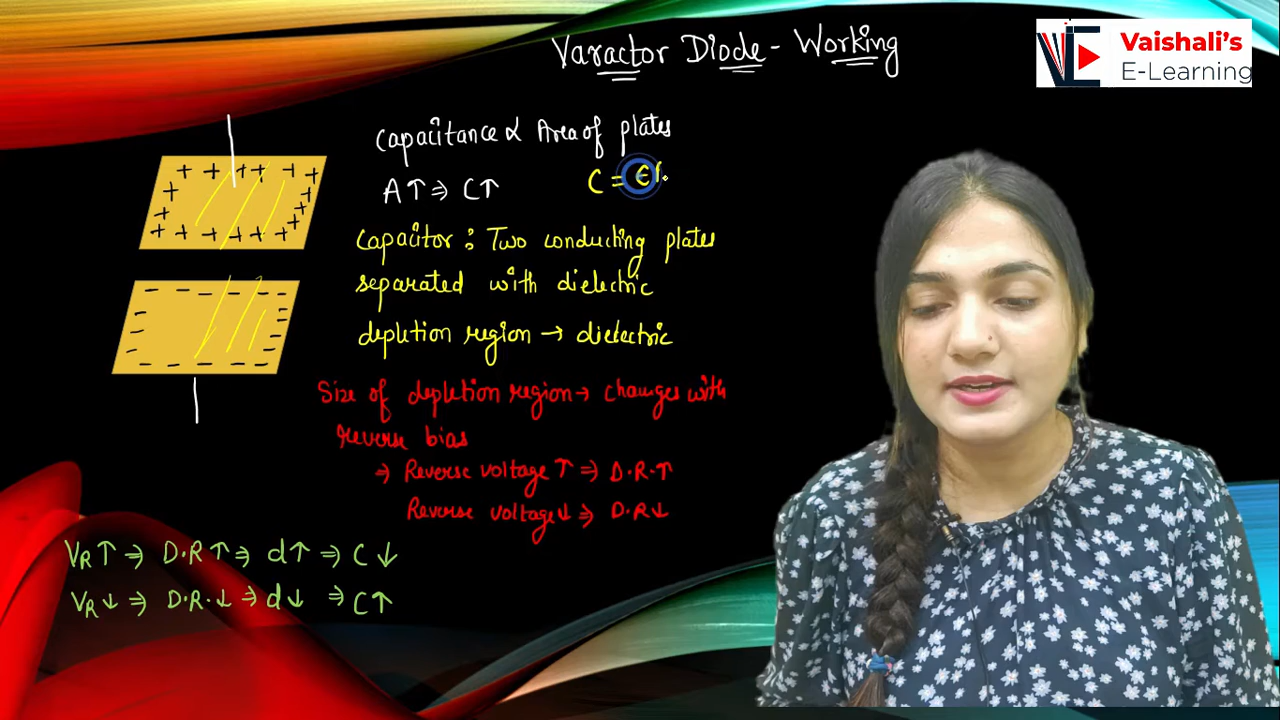 Varactor Diode - Working
Vaishali's
E-Learning
Capacitance ∝ Area of plates
A↑ ⇒ C↑
C = ϵ
Capacitor : Two conducting plates
separated with dielectric
depletion region → dielectric
Size of depletion region → changes with
reverse bias
⇒ Reverse voltage ↑ ⇒ D.R.↑
Reverse voltage↓ ⇒ D.R↓
VR↑ ⇒ D.R↑ ⇒ d↑ ⇒ C↓
VR↓ ⇒ D.R.↓ ⇒ d↓ ⇒ C↑